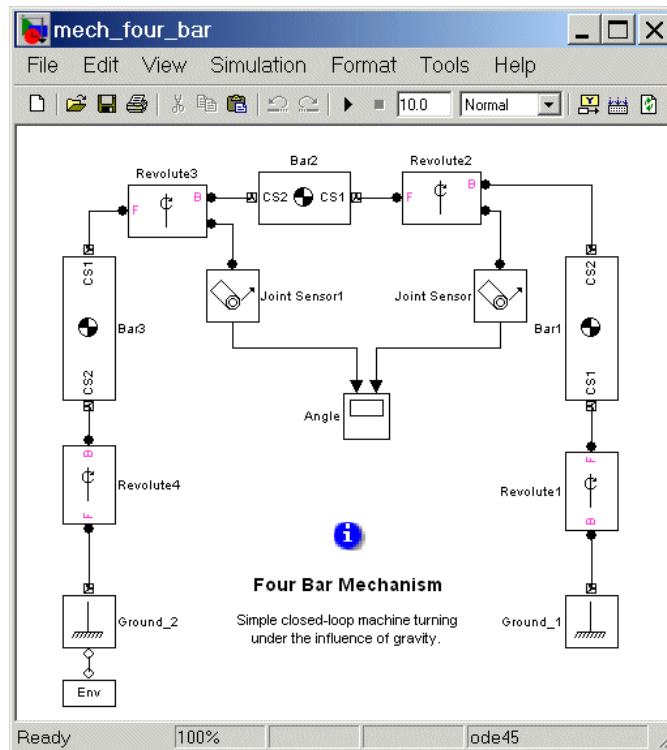 mech_four_bar
File Edit View Simulation Format Tools Help
10.0 Normal
Revolute3
Bar2
Revolute2
F B
CS2 CS1
F B
CS1
CS2
Bar3
Joint Sensor1
Joint Sensor
CS2
CS1
Bar1
Angle
B
F
Revolute4
F
B
Revolute1
Four Bar Mechanism
Simple closed-loop machine turning
under the influence of gravity.
Ground_2
Ground_1
Env
Ready 100% ode45